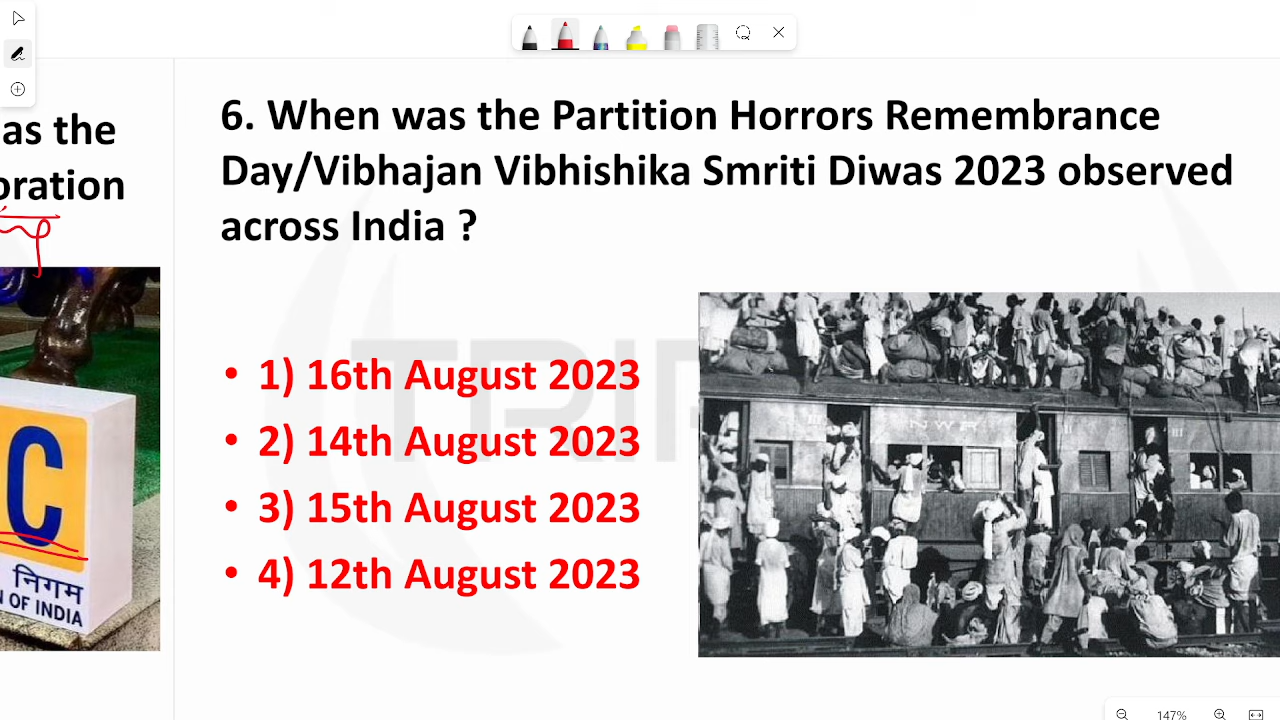 as the
oration
C
निगम
N OF INDIA
6. When was the Partition Horrors Remembrance
Day/Vibhajan Vibhishika Smriti Diwas 2023 observed
across India ?
• 1) 16th August 2023
• 2) 14th August 2023
• 3) 15th August 2023
• 4) 12th August 2023
TRIP
N W R
III
147%